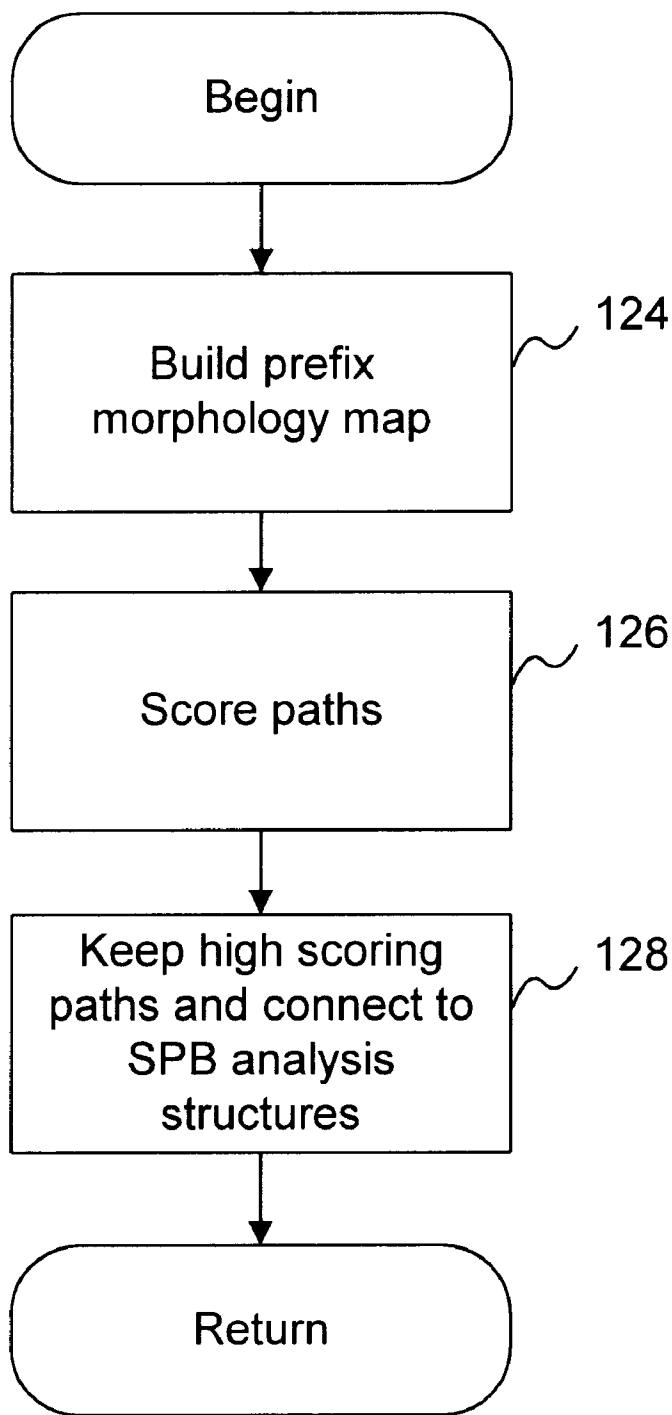 Begin
124
Build prefix
morphology map
126
Score paths
128
Keep high scoring
paths and connect to
SPB analysis
structures
Return